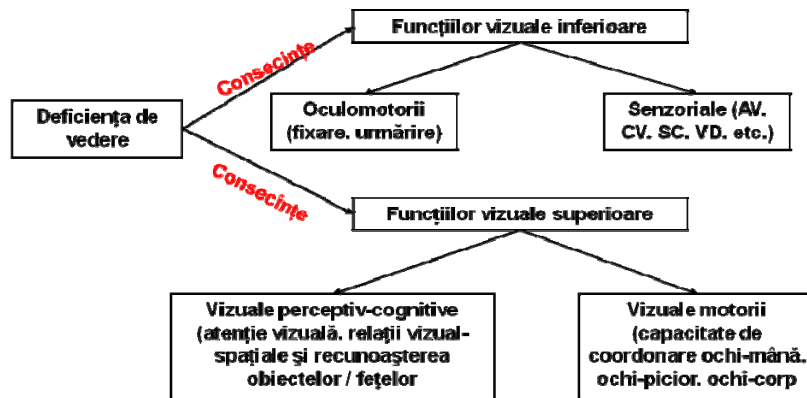 Funcțiilor vizuale inferioare
Consecințe
Oculomotorii
(fixare. urmărire)
Senzoriale (AV.
CV. SC. VD. etc.)
Deficiența de
vedere
Consecințe
Funcțiilor vizuale superioare
Vizuale perceptiv-cognitive
(atenție vizuală. relaţii vizual-
spațiale și recunoașterea
obiectelor / feţelor
Vizuale motorii
(capacitate de
coordonare ochi-mână.
ochi-picior. ochi-corp